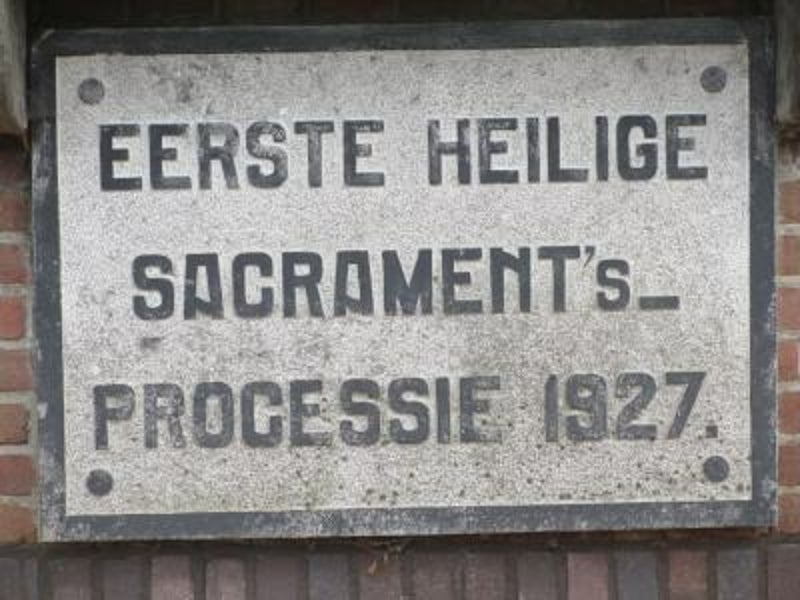 EERSTE HEILIGE
SACRAMENT's_
PROCESSIE 1927.